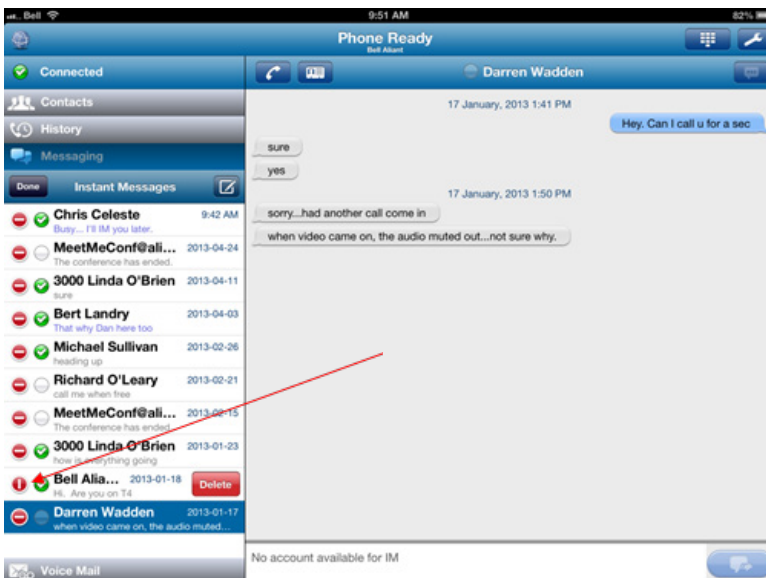 Bell
9:51 AM
82%
Phone Ready
Bell Aliant
Connected
Contacts
History
Messaging
Done
Instant Messages
Chris Celeste
9:42 AM
Busy... I'll IM you later.
MeetMeConf@ali...
2013-04-24
The conference has ended.
3000 Linda O'Brien
2013-04-11
sure
Bert Landry
2013-04-03
That why Dan here too
Michael Sullivan
2013-02-26
heading up
Richard O'Leary
2013-02-21
call me when free
MeetMeConf@ali...
2013-02-15
The conference has ended.
3000 Linda O'Brien
2013-01-23
how is everything going
Bell Alia...
2013-01-18
Delete
Hi. Are you on T4
Darren Wadden
2013-01-17
when video came on, the audio muted...
Voice Mail
Darren Wadden
17 January, 2013 1:41 PM
Hey. Can I call u for a sec
sure
yes
17 January, 2013 1:50 PM
sorry...had another call come in
when video came on, the audio muted out...not sure why.
No account available for IM